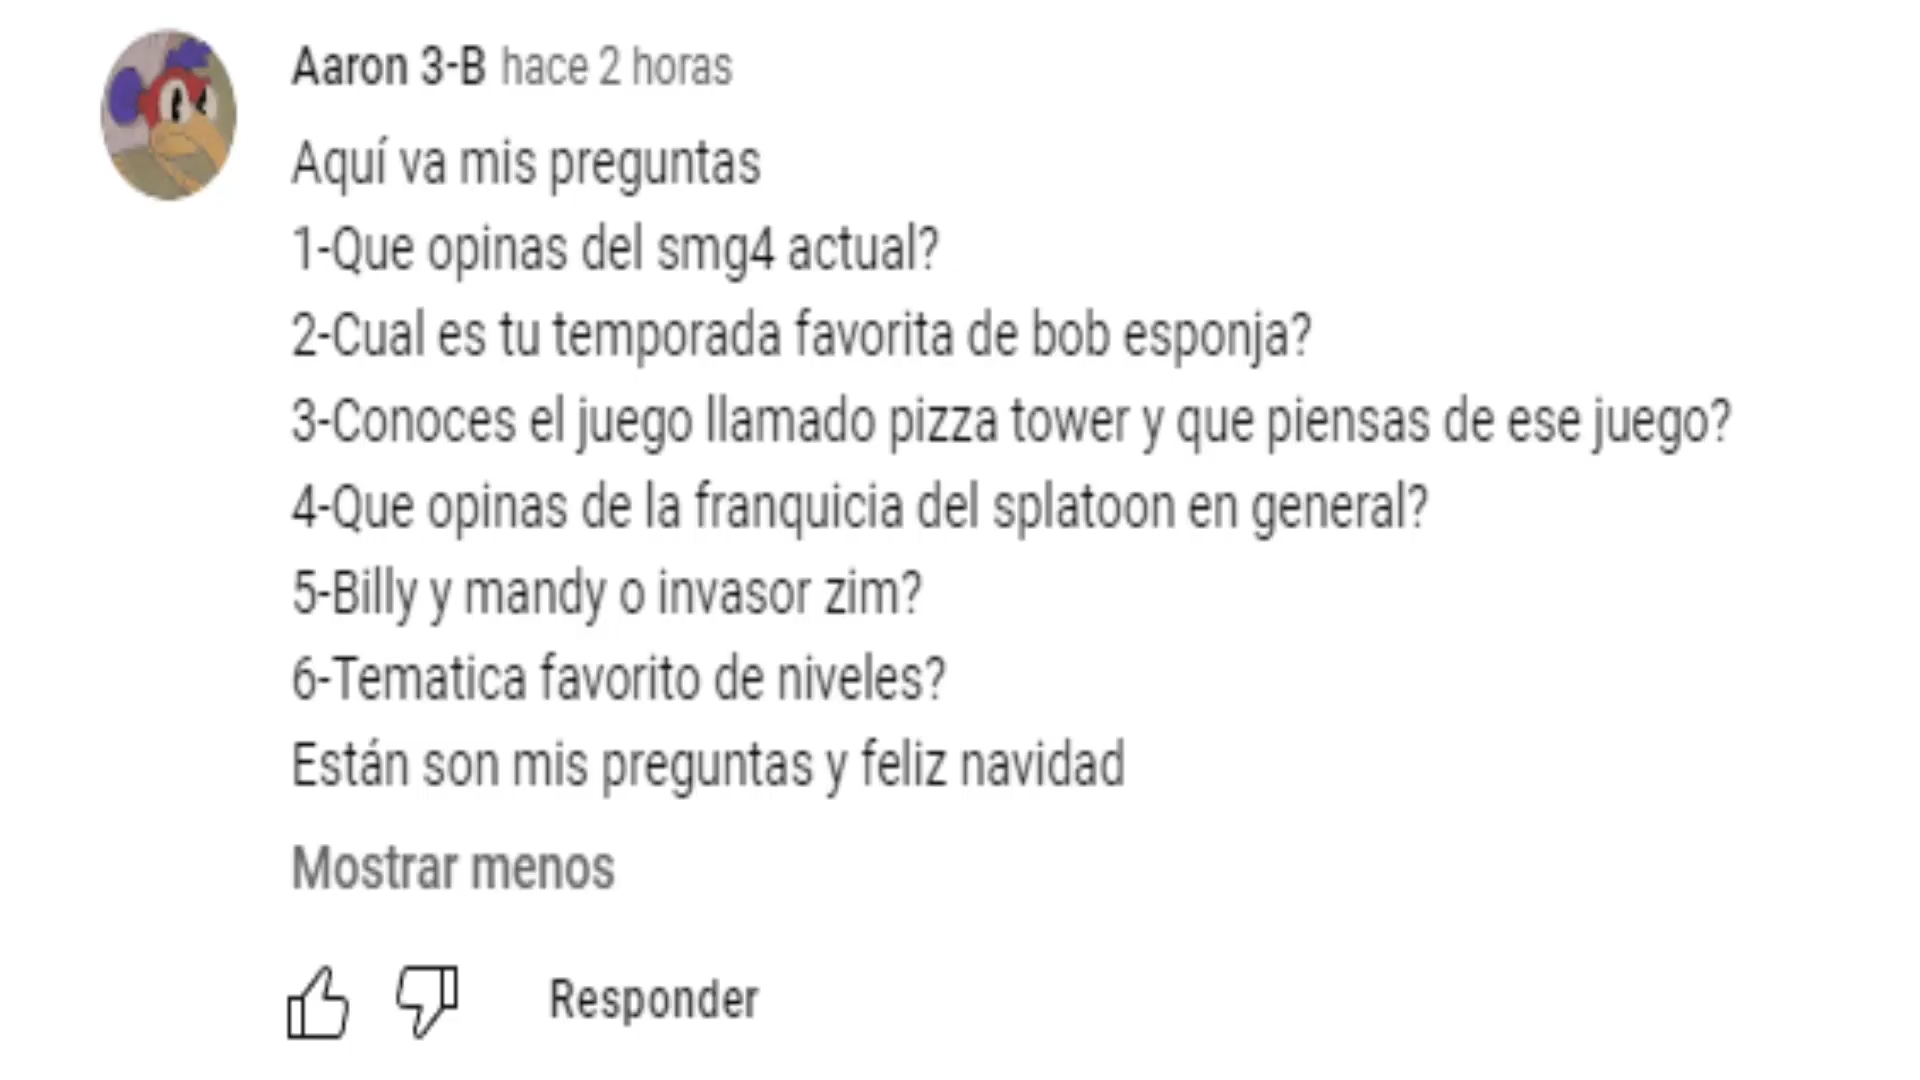 Aaron 3-B hace 2 horas
Aquí va mis preguntas
1-Que opinas del smg4 actual?
2-Cual es tu temporada favorita de bob esponja?
3-Conoces el juego llamado pizza tower y que piensas de ese juego?
4-Que opinas de la franquicia del splatoon en general?
5-Billy y mandy o invasor zim?
6-Tematica favorito de niveles?
Están son mis preguntas y feliz navidad
Mostrar menos
Responder